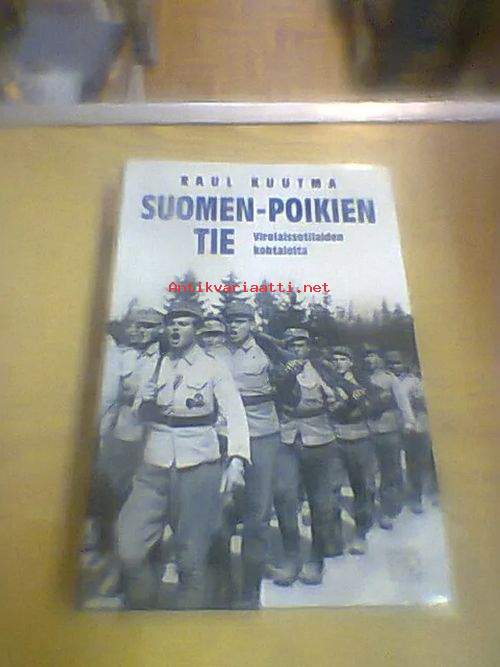 RAUL KUUTMA
SUOMEN-POIKIEN
TIE
Virolaissotilaiden
kohtaloita
Antikvariaatti.net